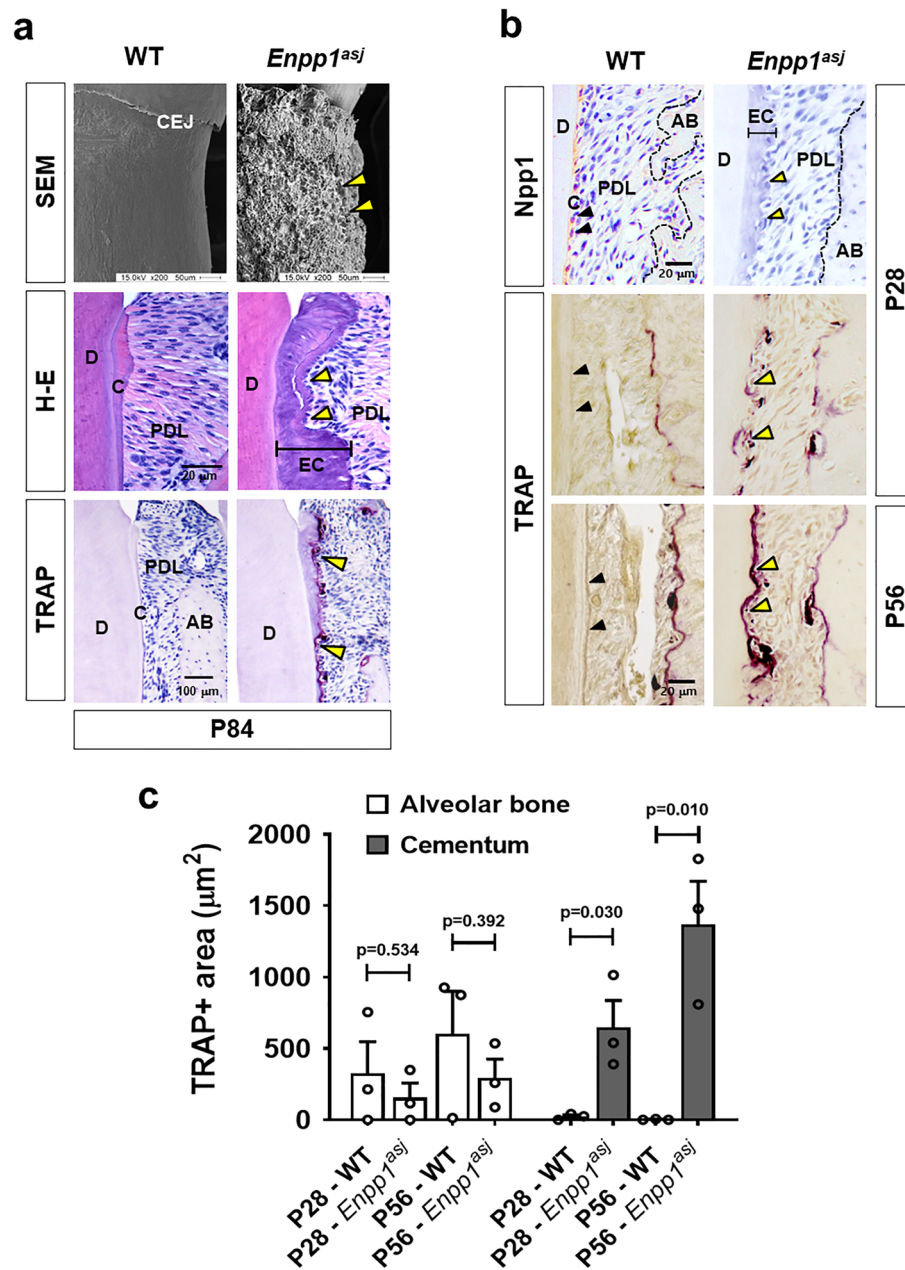 a
WT
Enpp1asj
SEM
CEJ
15.0kV x200 50um
15.0kV x200 50um
H-E
D
C
PDL
20 μm
D
PDL
EC
TRAP
PDL
C
D
AB
100 μm
D
P84
b
WT
Enpp1asj
Npp1
D
AB
PDL
C
20 μm
EC
D
PDL
AB
P28
TRAP
20 μm
P56
c
Alveolar bone
Cementum
TRAP+ area (μm2)
2000
1500
1000
500
0
p=0.534
p=0.392
p=0.030
p=0.010
P28 - WT
P28 - Enpp1asj
P56 - WT
P56 - Enpp1asj
P28 - WT
P28 - Enpp1asj
P56 - WT
P56 - Enpp1asj